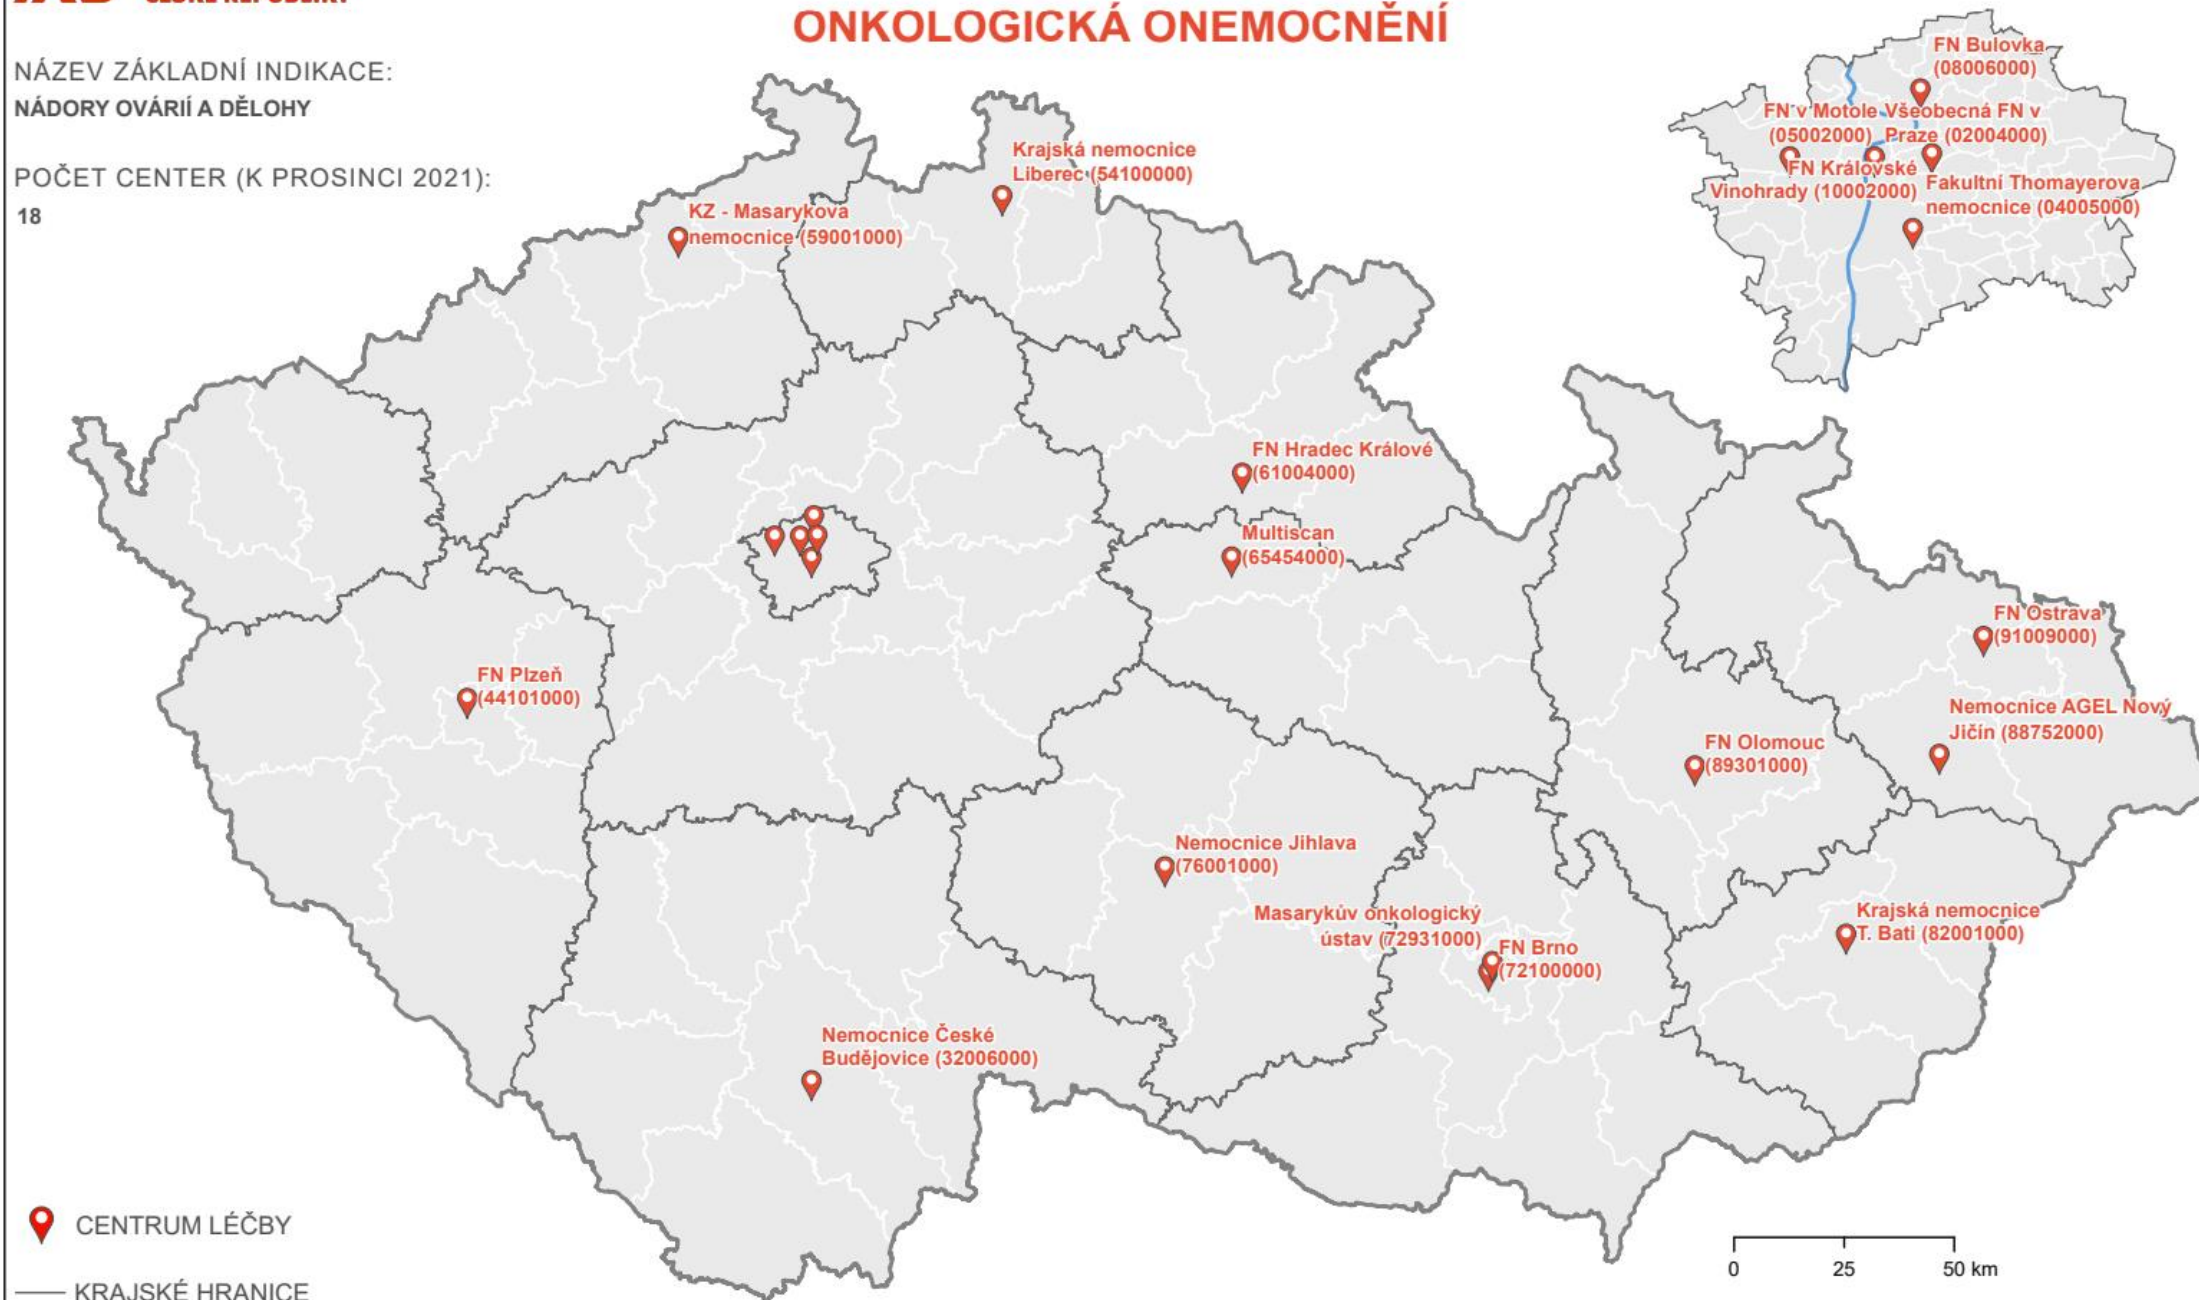 ČESKÉ REPUBLIKY
ONKOLOGICKÁ ONEMOCNĚNÍ
NÁZEV ZÁKLADNÍ INDIKACE:
NÁDORY OVÁRIÍ A DĚLOHY
POČET CENTER (K PROSINCI 2021):
18
FN Bulovka
(08006000)
FN v Motole
(05002000)
Všeobecná FN v
Praze (02004000)
FN Královské
Vinohrady (10002000)
Fakultní Thomayerova
nemocnice (04005000)
Krajská nemocnice
Liberec (54100000)
KZ - Masarykova
nemocnice (59001000)
FN Hradec Králové
(61004000)
Multiscan
(65454000)
FN Ostrava
(91009000)
FN Plzeň
(44101000)
Nemocnice AGEL Nový
Jičín (88752000)
FN Olomouc
(89301000)
Nemocnice Jihlava
(76001000)
Masarykův onkologický
ústav (72931000)
FN Brno
(72100000)
Krajská nemocnice
T. Bati (82001000)
Nemocnice České
Budějovice (32006000)
CENTRUM LÉČBY
KRAJSKÉ HRANICE
0 25 50 km